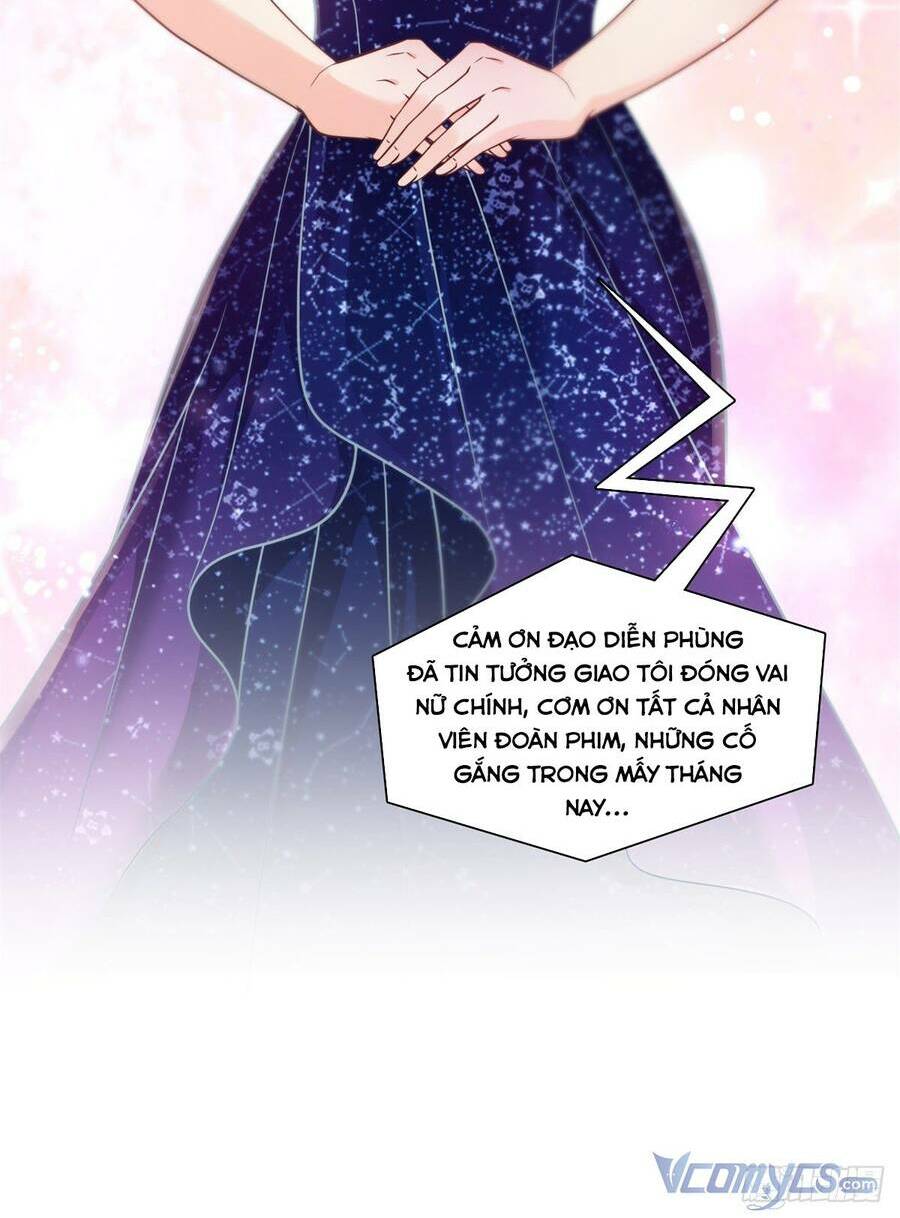 CẢM ƠN ĐẠO DIỄN PHÙNG
ĐÃ TIN TƯỞNG GIAO TÔI ĐÓNG VAI
NỮ CHÍNH, CƠM ƠN TẤT CẢ NHÂN
VIÊN ĐOÀN PHIM, NHỮNG CỐ
GẮNG TRONG MẤY THÁNG
NAY...
VCOMYCS.com